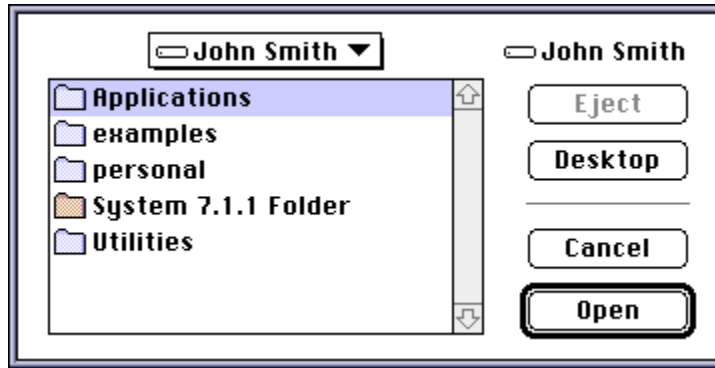 John Smith
John Smith
Applications
examples
personal
System 7.1.1 Folder
Utilities
Eject
Desktop
Cancel
Open